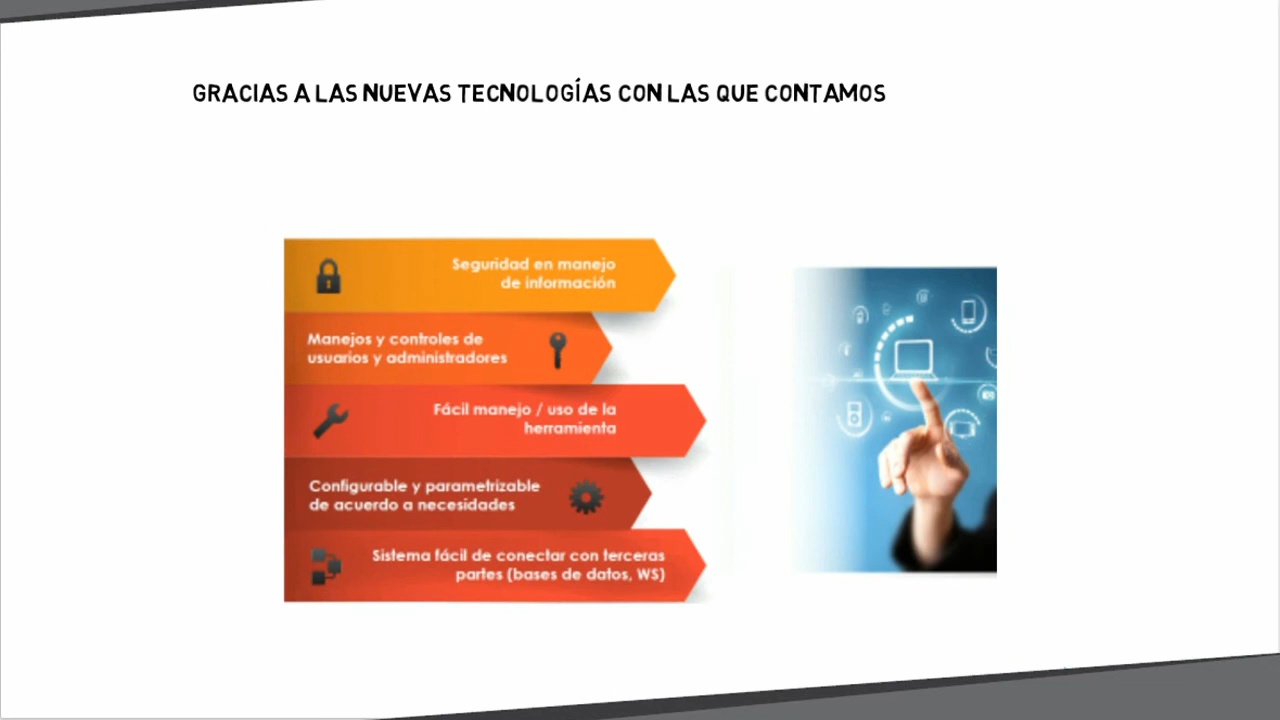 GRACIAS A LAS NUEVAS TECNOLOGÍAS CON LAS QUE CONTAMOS
Seguridad en manejo
de información
Manejos y controles de
usuarios y administradores
Fácil manejo / uso de la
herramienta
Configurable y parametrizable
de acuerdo a necesidades
Sistema fácil de conectar con terceras
partes (bases de datos, WS)